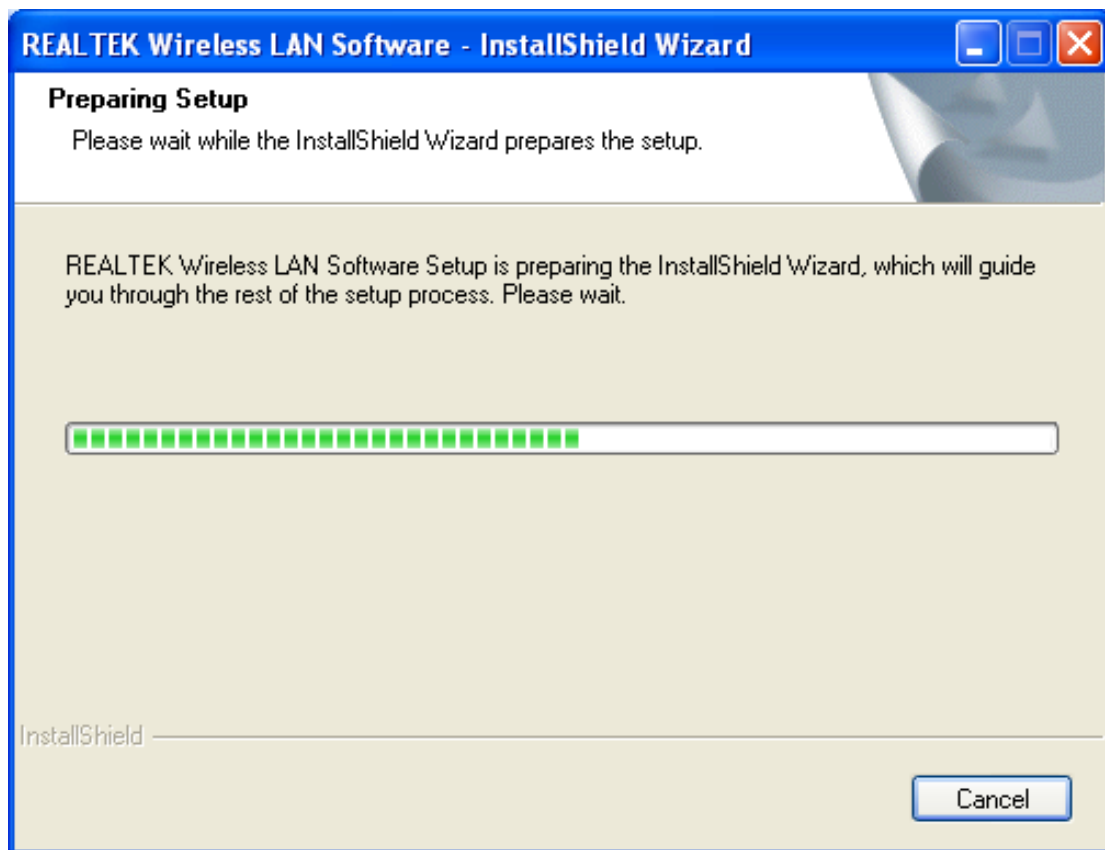 REALTEK Wireless LAN Software - InstallShield Wizard
Preparing Setup
Please wait while the InstallShield Wizard prepares the setup.
REALTEK Wireless LAN Software Setup is preparing the InstallShield Wizard, which will guide
you through the rest of the setup process. Please wait.
InstallShield
Cancel